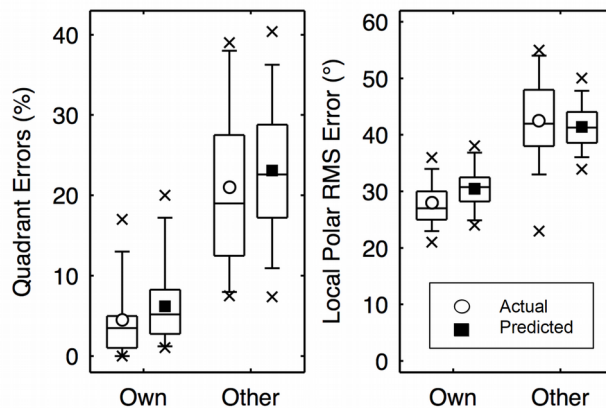 Quadrant Errors (%)
40
30
20
10
0
Own Other
Local Polar RMS Error (°)
60
50
40
30
20
10
0
Actual
Predicted
Own Other